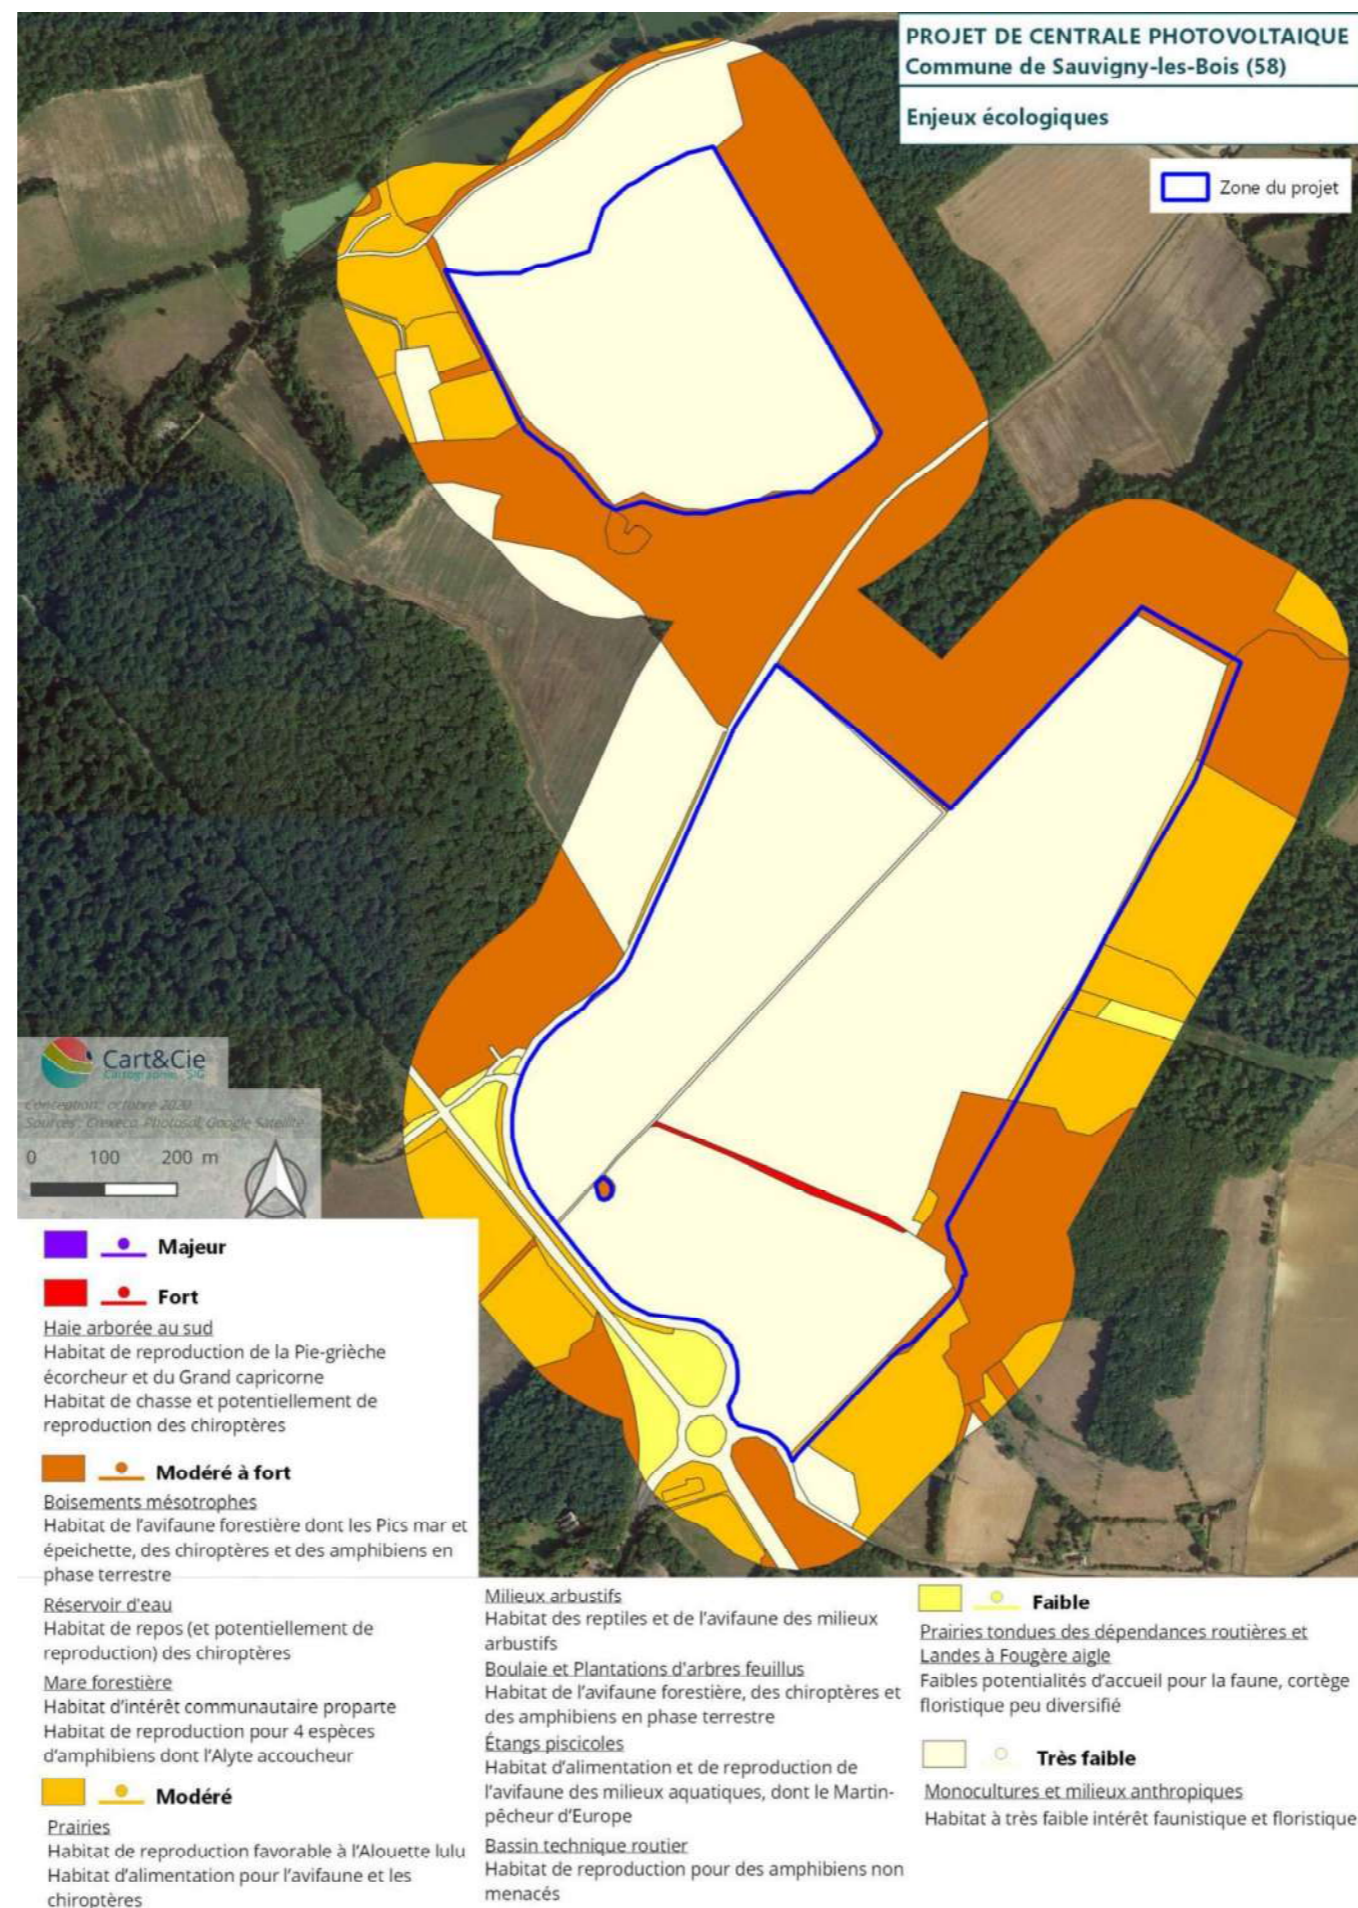 PROJET DE CENTRALE PHOTOVOLTAIQUE
Commune de Sauvigny-les-Bois (58)
Enjeux écologiques
Zone du projet
Cart&Cie
Cartographie - SIG
Conception : octobre 2020
Sources : Crexeco, Photosol, Google Satellite
0 100 200 m
Majeur
Fort
Haie arborée au sud
Habitat de reproduction de la Pie-grièche
écorcheur et du Grand capricorne
Habitat de chasse et potentiellement de
reproduction des chiroptères
Modéré à fort
Boisements mésotrophes
Habitat de l'avifaune forestière dont les Pics mar et
épeichette, des chiroptères et des amphibiens en
phase terrestre
Réservoir d'eau
Habitat de repos (et potentiellement de
reproduction) des chiroptères
Mare forestière
Habitat d'intérêt communautaire proparte
Habitat de reproduction pour 4 espèces
d'amphibiens dont l'Alyte accoucheur
Modéré
Prairies
Habitat de reproduction favorable à l'Alouette lulu
Habitat d'alimentation pour l'avifaune et les
chiroptères
Milieux arbustifs
Habitat des reptiles et de l'avifaune des milieux
arbustifs
Boulaie et Plantations d'arbres feuillus
Habitat de l'avifaune forestière, des chiroptères et
des amphibiens en phase terrestre
Étangs piscicoles
Habitat d'alimentation et de reproduction de
l'avifaune des milieux aquatiques, dont le Martin-
pêcheur d'Europe
Bassin technique routier
Habitat de reproduction pour des amphibiens non
menacés
Faible
Prairies tondues des dépendances routières et
Landes à Fougère aigle
Faibles potentialités d'accueil pour la faune, cortège
floristique peu diversifié
Très faible
Monocultures et milieux anthropiques
Habitat à très faible intérêt faunistique et floristique